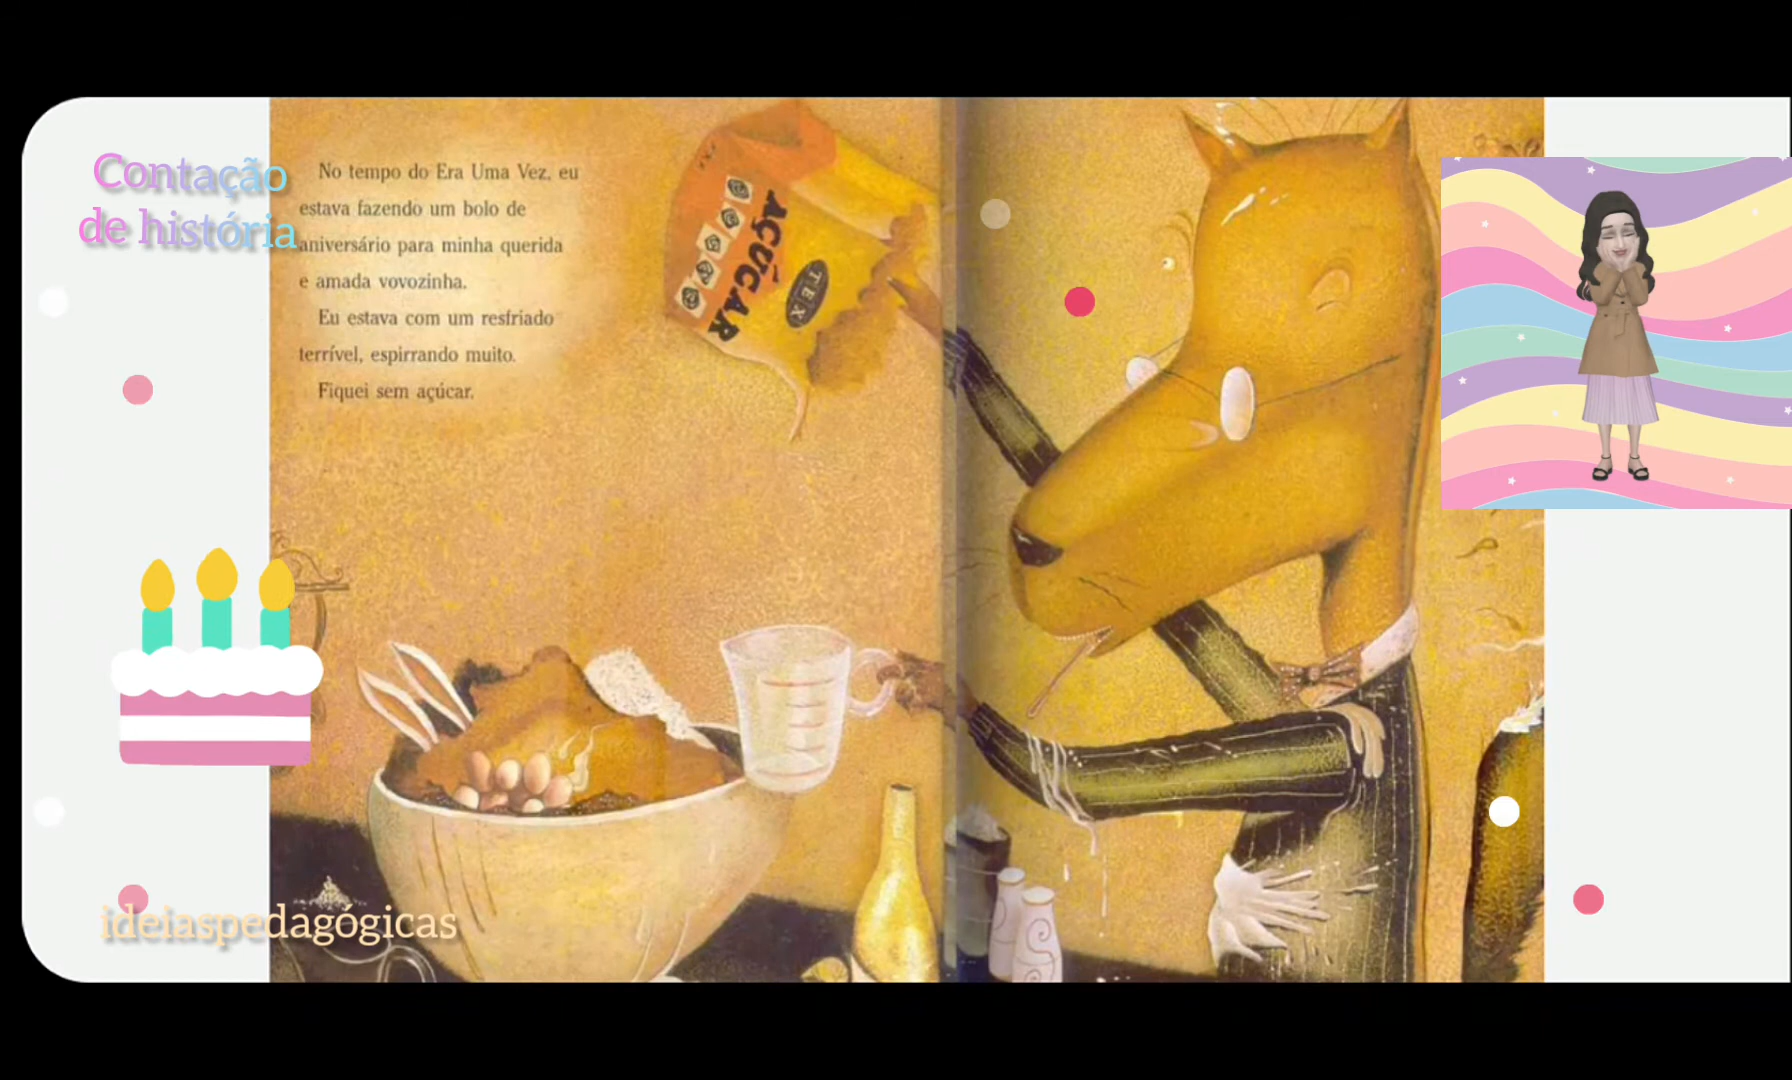 Contação
de história
No tempo do Era Uma Vez, eu
estava fazendo um bolo de
aniversário para minha querida
e amada vovozinha.
Eu estava com um resfriado
terrível, espirrando muito.
Fiquei sem açúcar.
AÇÚCAR
TEX
ideiaspedagógicas